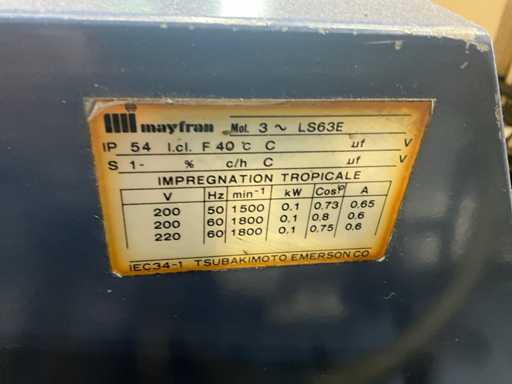 mayfran Mot. 3 ~ LS63E
IP 54 I.cl. F 40 °C C µf V
S 1- % c/h C µf V
IMPREGNATION TROPICALE
V Hz min⁻¹ kW Cosφ A
200 50 1500 0.1 0.73 0.65
200 60 1800 0.1 0.8 0.6
220 60 1800 0.1 0.75 0.6
IEC34-1 TSUBAKIMOTO EMERSON CO